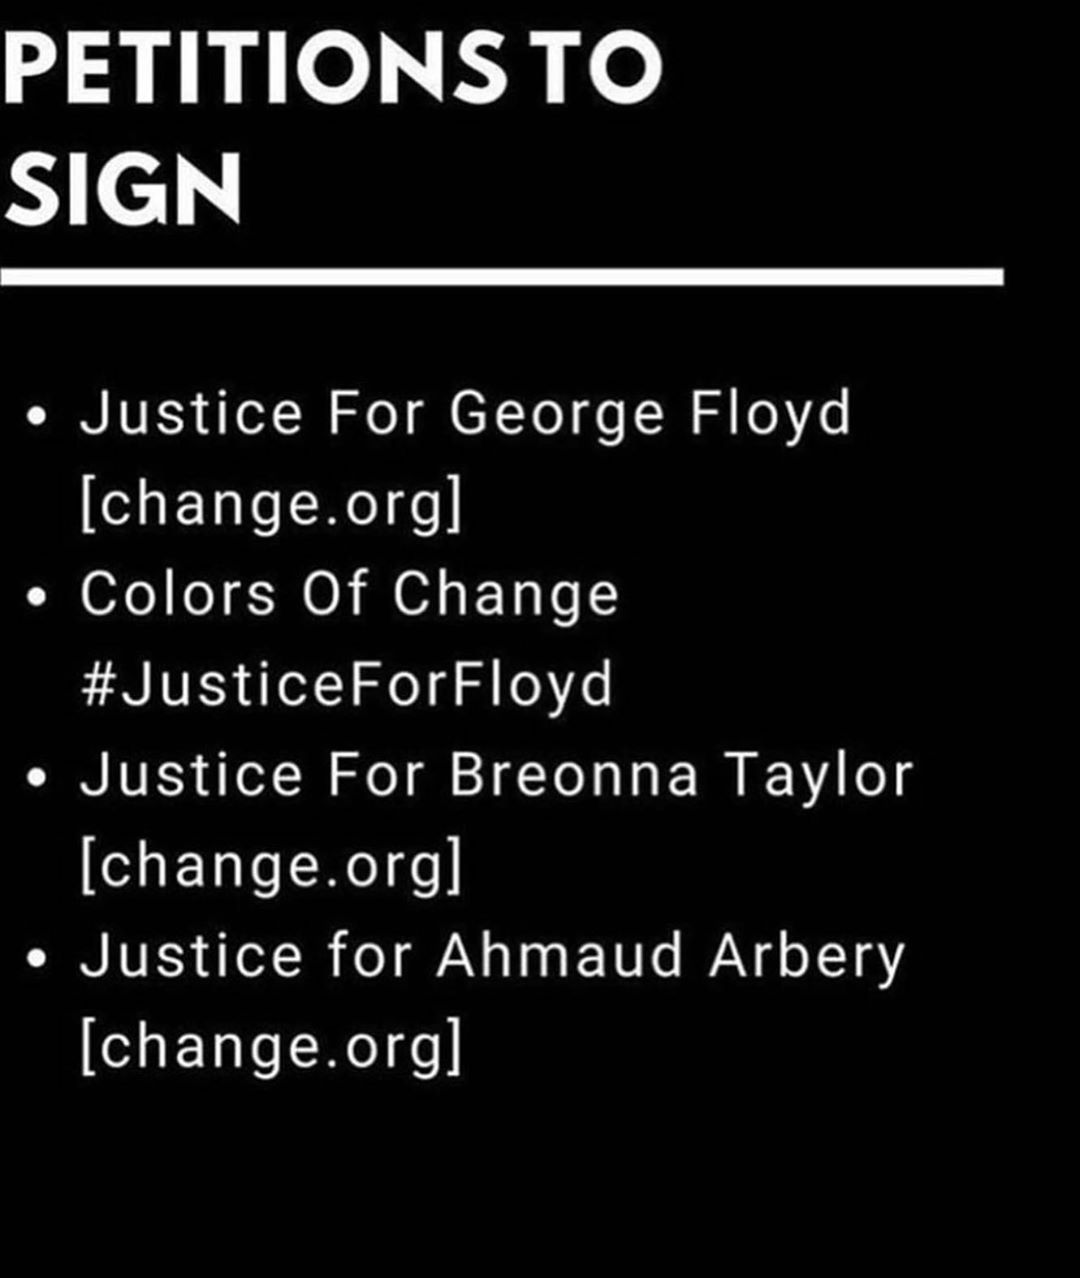 PETITIONS TO
SIGN
• Justice For George Floyd
[change.org]
• Colors Of Change
#JusticeForFloyd
• Justice For Breonna Taylor
[change.org]
• Justice for Ahmaud Arbery
[change.org]